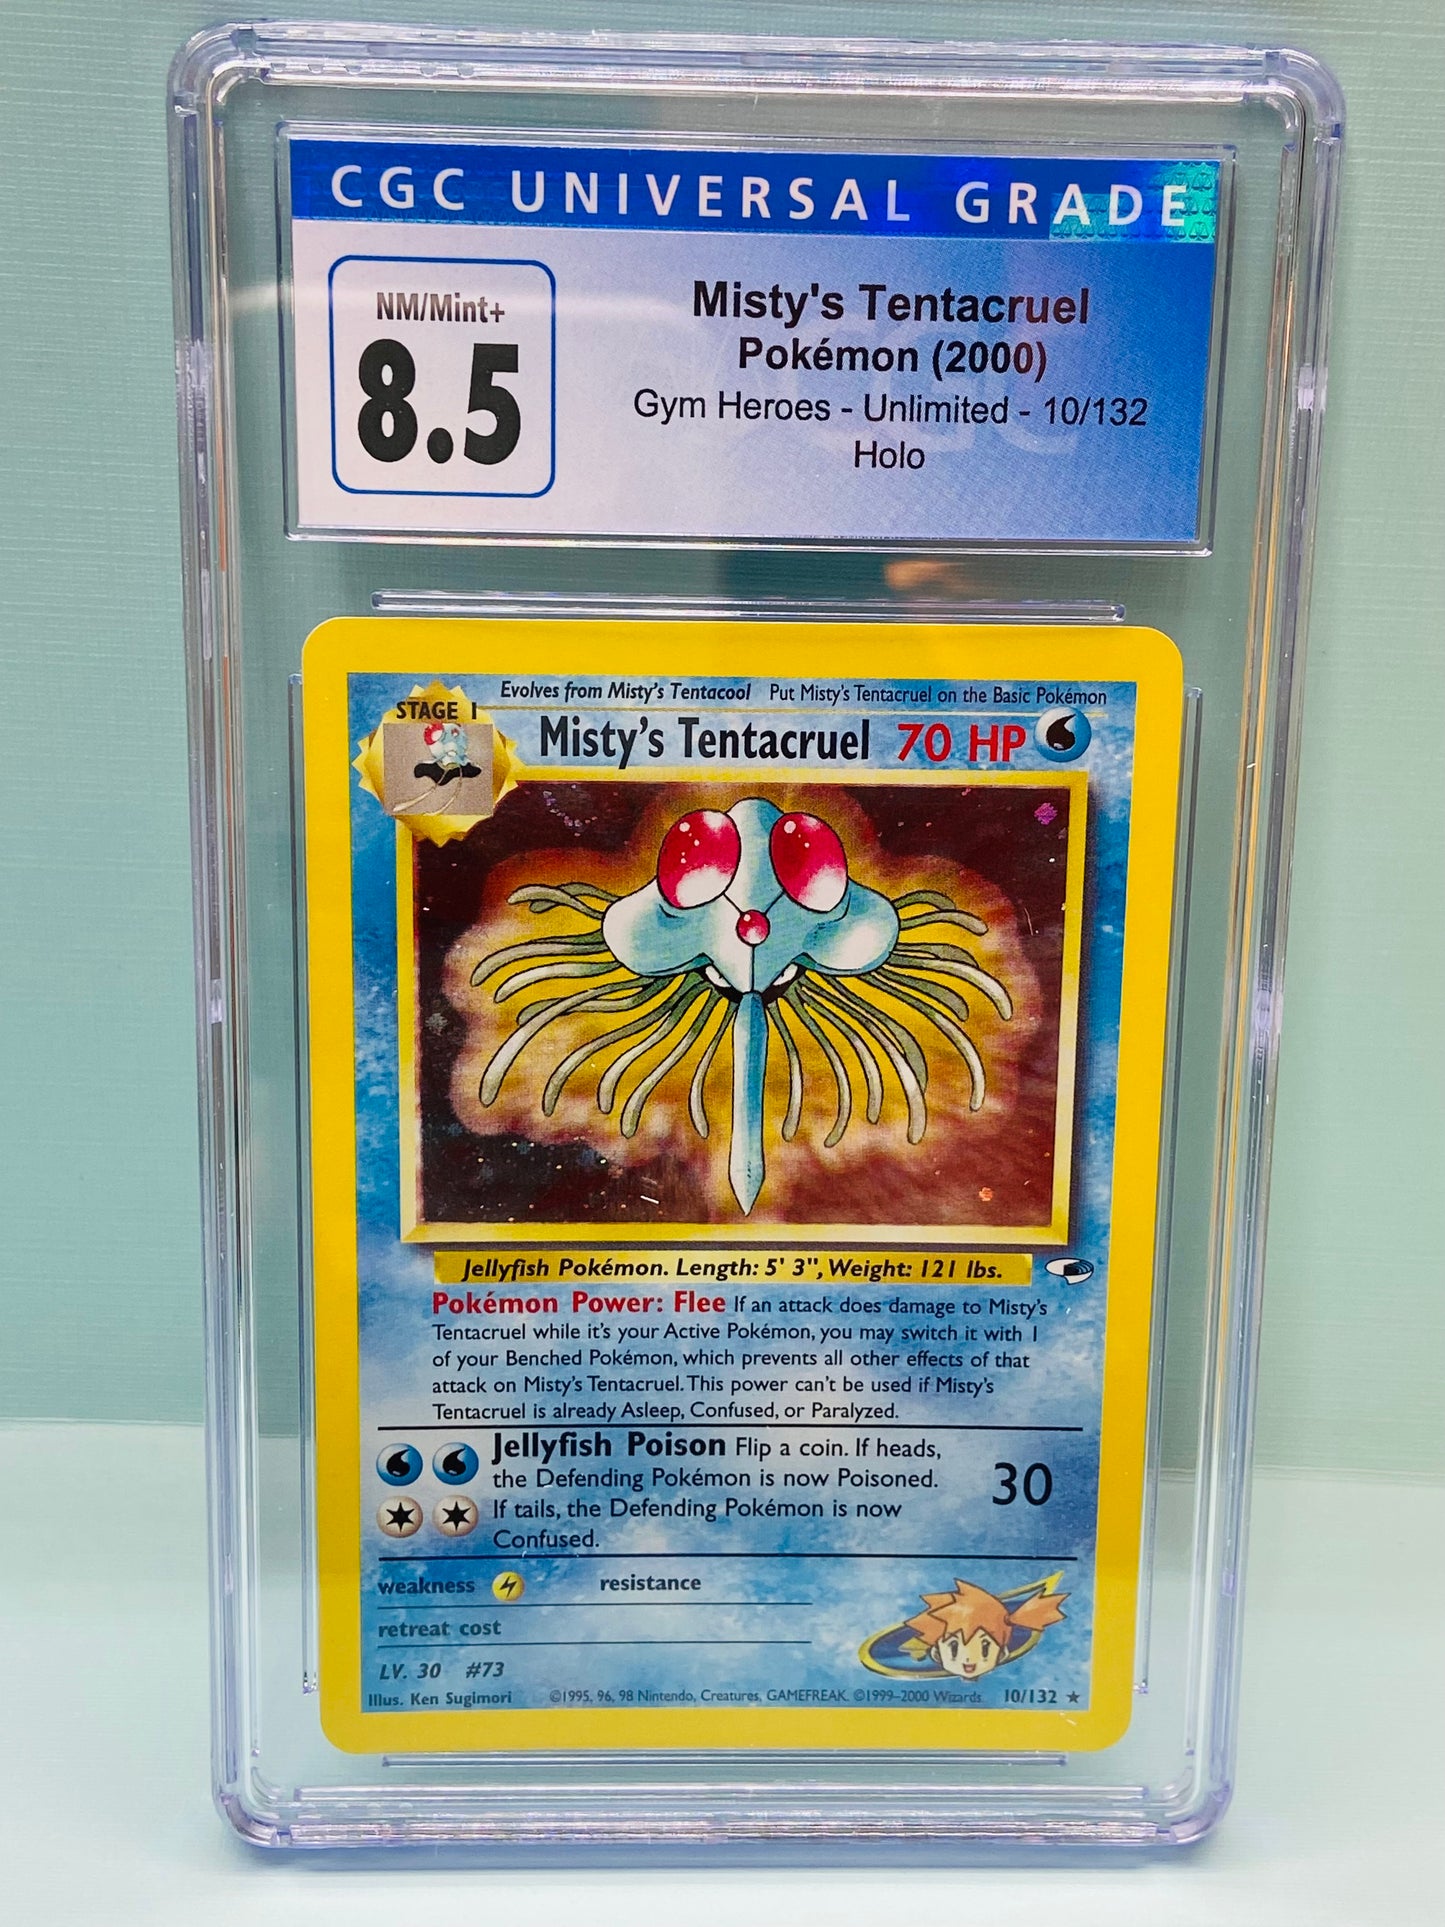 CGC UNIVERSAL GRADE
NM/Mint+
8.5
Misty's Tentacruel
Pokémon (2000)
Gym Heroes - Unlimited - 10/132
Holo
Evolves from Misty's Tentacool Put Misty's Tentacruel on the Basic Pokémon
STAGE 1
Misty's Tentacruel 70 HP
Jellyfish Pokémon. Length: 5' 3", Weight: 121 lbs.
Pokémon Power: Flee If an attack does damage to Misty's
Tentacruel while it's your Active Pokémon, you may switch it with 1
of your Benched Pokémon, which prevents all other effects of that
attack on Misty's Tentacruel. This power can't be used if Misty's
Tentacruel is already Asleep, Confused, or Paralyzed.
Jellyfish Poison Flip a coin. If heads,
the Defending Pokémon is now Poisoned.
If tails, the Defending Pokémon is now
Confused.
30
weakness resistance
retreat cost
LV. 30 #73
Illus. Ken Sugimori ©1995, 96, 98 Nintendo, Creatures, GAMEFREAK. ©1999-2000 Wizards. 10/132 ★